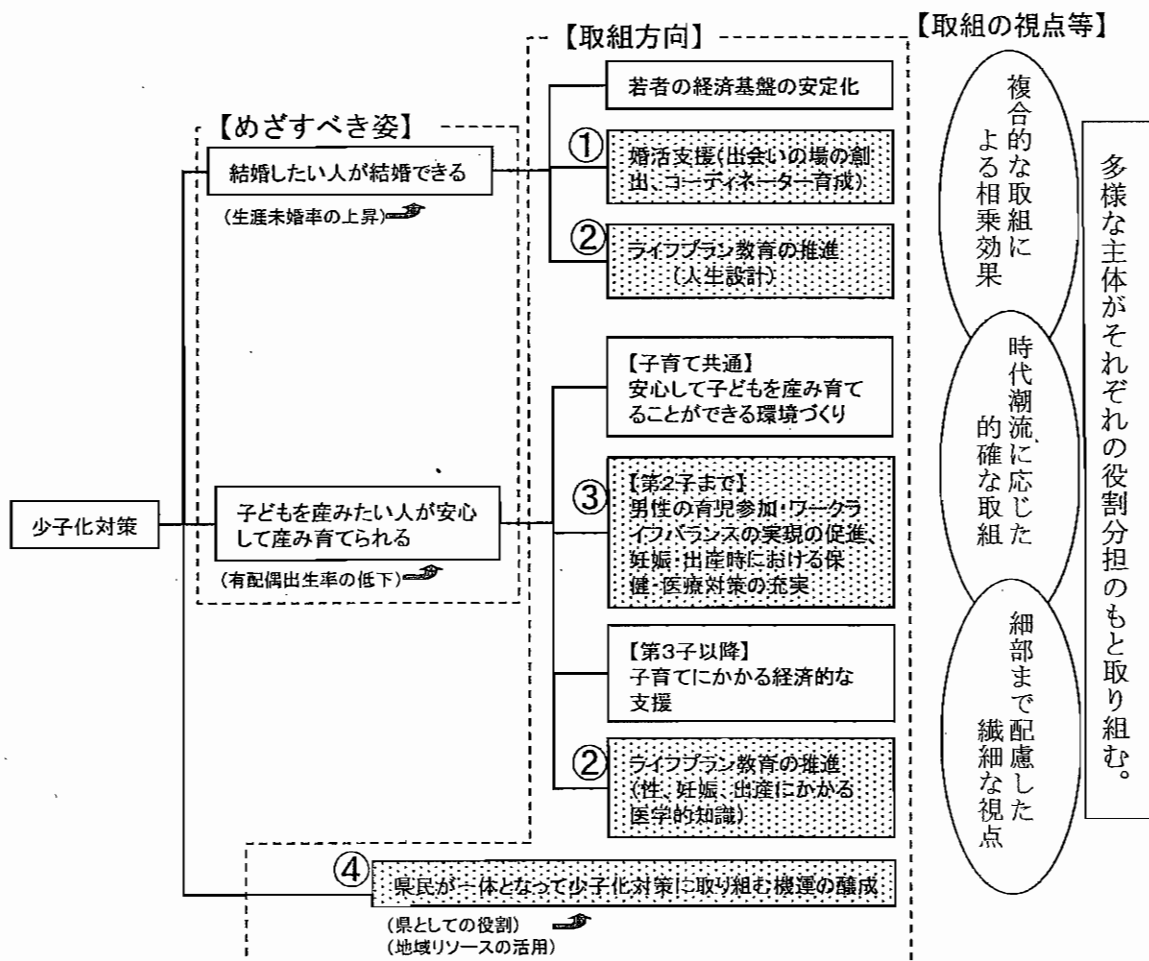 【取組の視点等】
【取組方向】
【めざすべき姿】
少子化対策
結婚したい人が結婚できる
(生涯未婚率の上昇)
若者の経済基盤の安定化
①
婚活支援(出会いの場の創
出、コーディネーター育成)
②
ライフプラン教育の推進
(人生設計)
子どもを産みたい人が安心
して産み育てられる
(有配偶出生率の低下)
【子育て共通】
安心して子どもを産み育て
ることができる環境づくり
③
【第2子まで】
男性の育児参加・ワークラ
イフバランスの実現の促進、
妊娠・出産時における保
健・医療対策の充実
【第3子以降】
子育てにかかる経済的な
支援
②
ライフプラン教育の推進
(性、妊娠、出産にかかる
医学的知識)
④
県民が一体となって少子化対策に取り組む機運の醸成
(県としての役割)
(地域リソースの活用)
複合的な取組に
よる相乗効果
時代潮流に応じた
的確な取組
細部まで配慮した
繊細な視点
多様な主体がそれぞれの役割分担のもと取り組む。